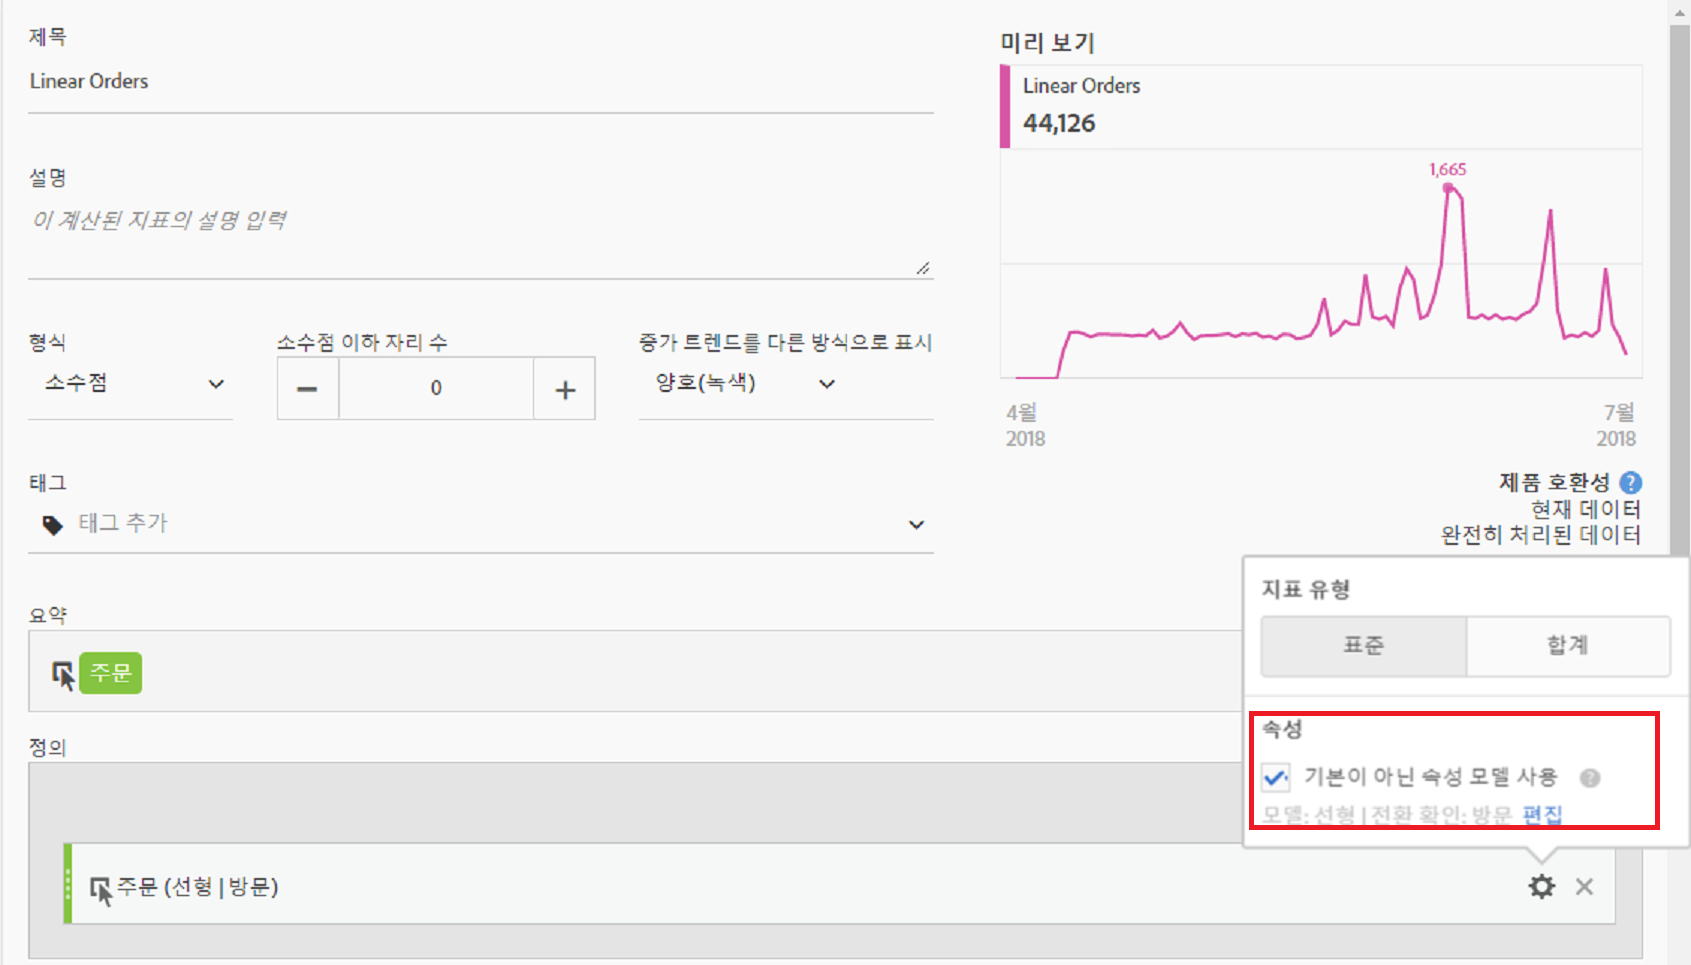 제목
Linear Orders
설명
이 계산된 지표의 설명 입력
형식
소수점
소수점 이하 자리 수
0
증가 트렌드를 다른 방식으로 표시
양호(녹색)
태그
태그 추가
요약
주문
정의
주문 (선형 | 방문)
미리 보기
Linear Orders
44,126
1,665
4월
2018
7월
2018
제품 호환성 ?
현재 데이터
완전히 처리된 데이터
지표 유형
표준
합계
속성
기본이 아닌 속성 모델 사용 ?
모델: 선형 | 전환 확인: 방문 편집